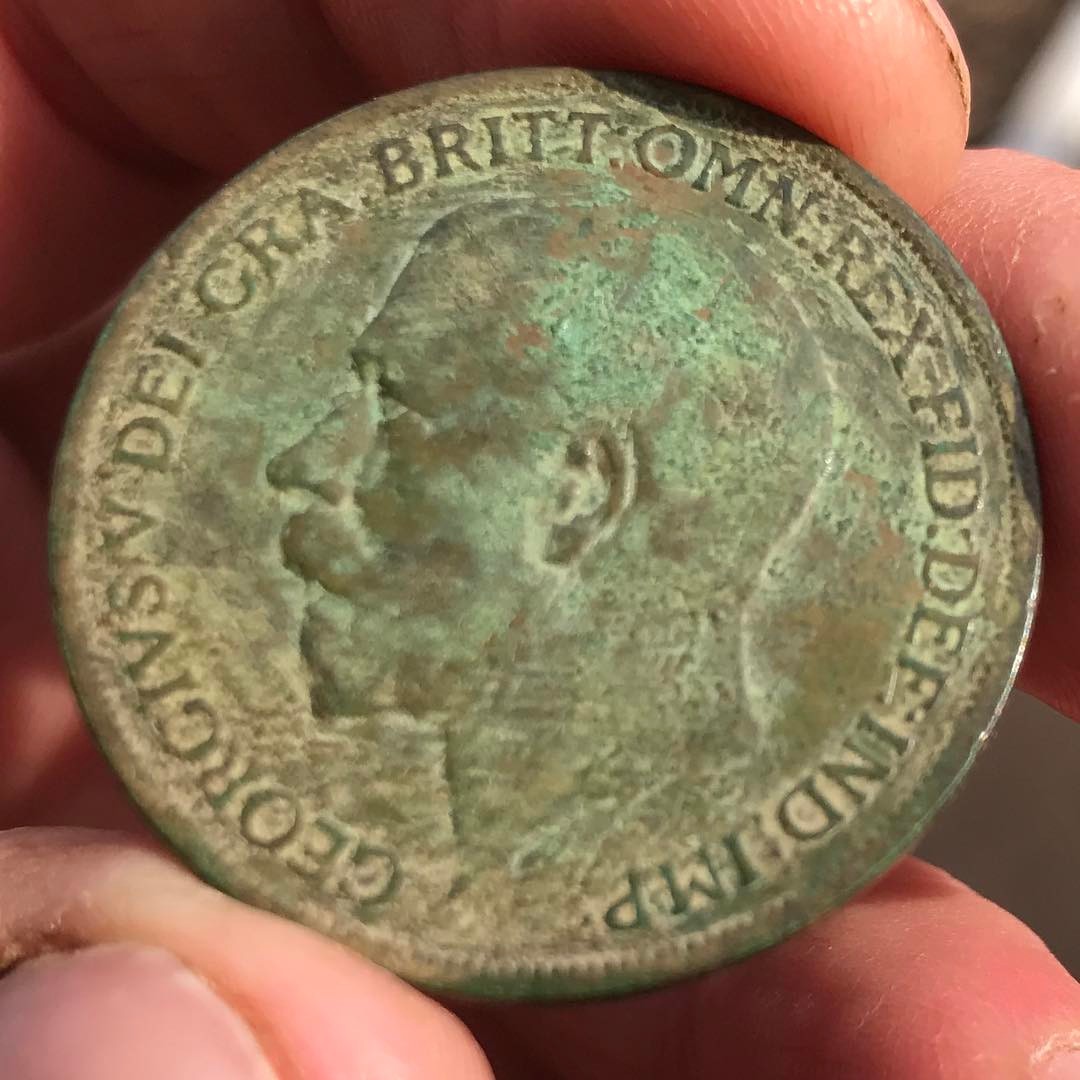 GEORGIVS V DEI GRA: BRITT: OMN: REX FID: DEF: IND: IMP